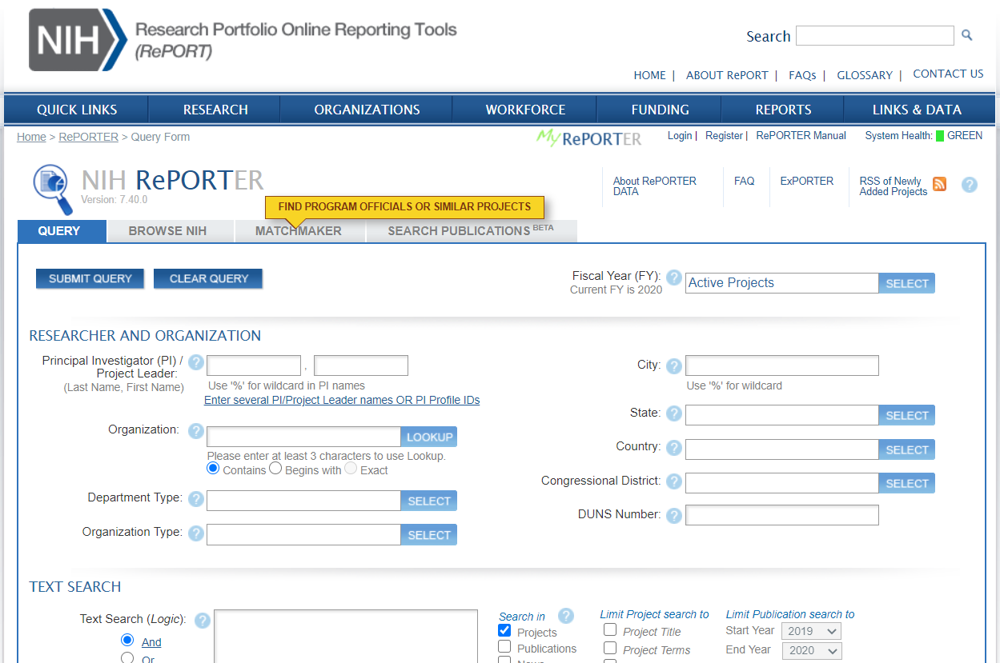 NIH
Research Portfolio Online Reporting Tools
(RePORT)
Search
HOME | ABOUT RePORT | FAQs | GLOSSARY | CONTACT US
QUICK LINKS RESEARCH ORGANIZATIONS WORKFORCE FUNDING REPORTS LINKS & DATA
Home > RePORTER > Query Form
My RePORTER
Login | Register | RePORTER Manual System Health: GREEN
NIH RePORTER
Version: 7.40.0
About RePORTER
DATA
FAQ
ExPORTER
RSS of Newly
Added Projects
?
FIND PROGRAM OFFICIALS OR SIMILAR PROJECTS
QUERY BROWSE NIH MATCHMAKER SEARCH PUBLICATIONS BETA
SUBMIT QUERY CLEAR QUERY
Fiscal Year (FY): ? Active Projects SELECT
Current FY is 2020
RESEARCHER AND ORGANIZATION
Principal Investigator (PI) / ?
Project Leader: ,
(Last Name, First Name)
Use '%' for wildcard in PI names
Enter several PI/Project Leader names OR PI Profile IDs
Organization: ? LOOKUP
Please enter at least 3 characters to use Lookup.
Contains Begins with Exact
Department Type: ? SELECT
Organization Type: ? SELECT
City: ?
Use '%' for wildcard
State: ? SELECT
Country: ? SELECT
Congressional District: ? SELECT
DUNS Number: ?
TEXT SEARCH
Text Search (Logic): ?
And
Or
Search in ?
Projects
Publications
News
Limit Project search to
Project Title
Project Terms
Limit Publication search to
Start Year 2019
End Year 2020